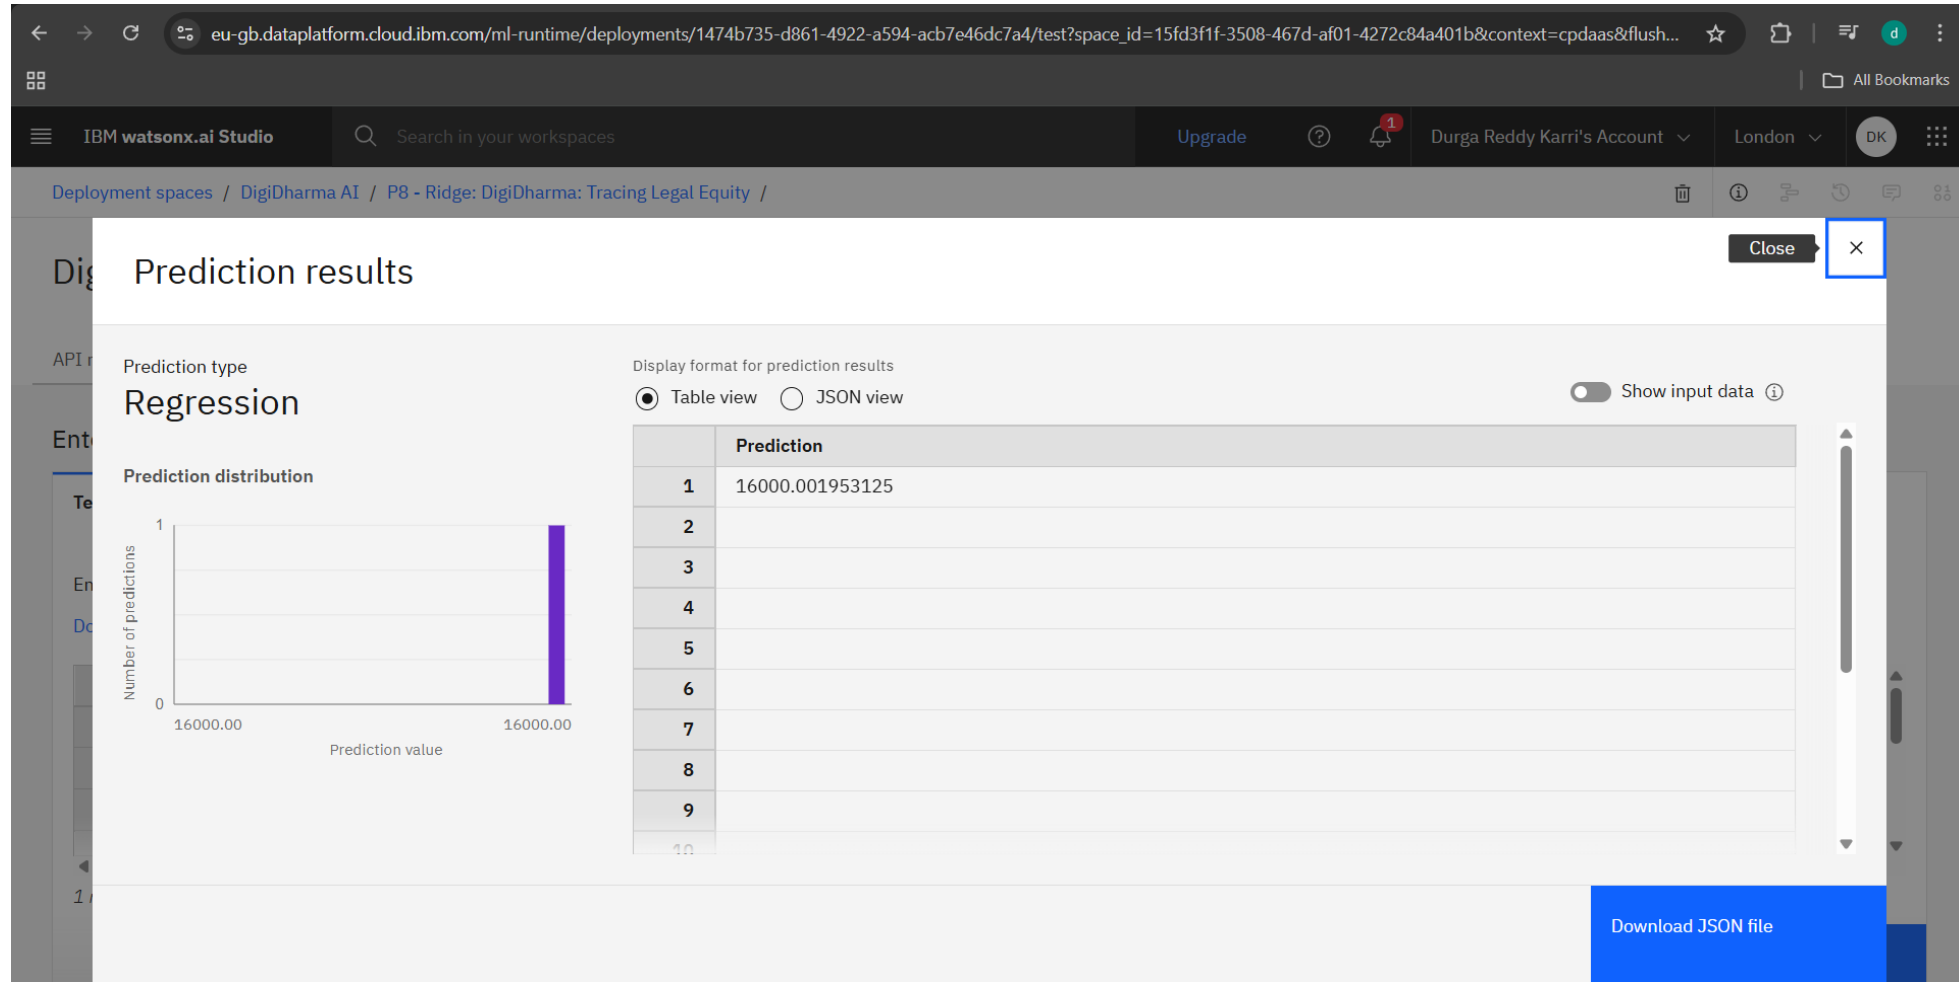 eu-gb.dataplatform.cloud.ibm.com/ml-runtime/deployments/1474b735-d861-4922-a594-acb7e46dc7a4/test?space_id=15fd3f1f-3508-467d-af01-4272c84a401b&context=cpdaas&flush...
d
All Bookmarks
IBM watsonx.ai Studio
Search in your workspaces
Upgrade
1
Durga Reddy Karri's Account
London
DK
Deployment spaces / DigiDharma AI / P8 - Ridge: DigiDharma: Tracing Legal Equity /
Close
Prediction results
API
Prediction type
Regression
Display format for prediction results
Table view
JSON view
Show input data
Prediction distribution
1
0
Number of predictions
16000.00
16000.00
Prediction value
Prediction
1 16000.001953125
2
3
4
5
6
7
8
9
10
Download JSON file